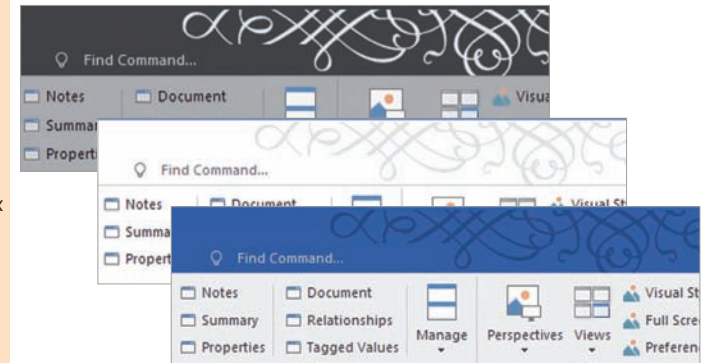 Find Command...
Notes Document
Summar
Properti
Visua
Find Command...
Notes Document
Summa
Propert
Visual St
x
Find Command...
Notes Document
Summary Relationships
Properties Tagged Values
Manage
Perspectives Views
Visual St
Full Scre
Preferen